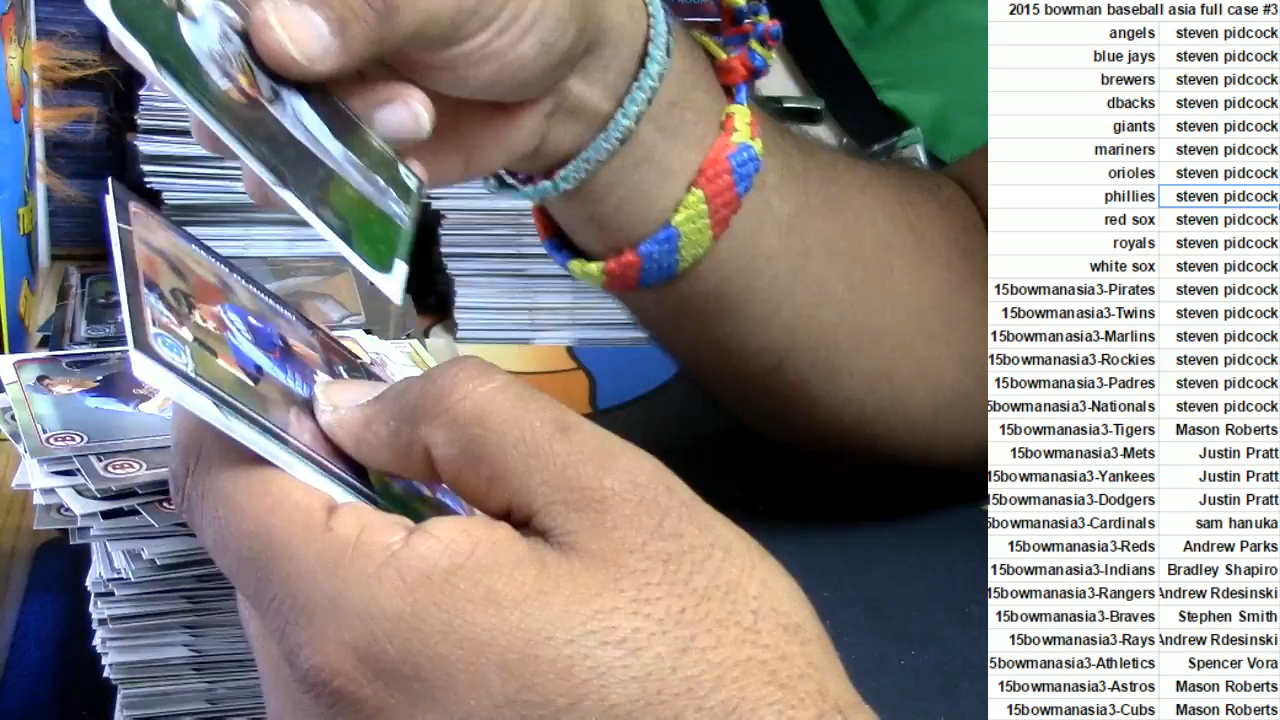 2015 bowman baseball asia full case #3
angels steven pidcock
blue jays steven pidcock
brewers steven pidcock
dbacks steven pidcock
giants steven pidcock
mariners steven pidcock
orioles steven pidcock
phillies steven pidcock
red sox steven pidcock
royals steven pidcock
white sox steven pidcock
15bowmanasia3-Pirates steven pidcock
15bowmanasia3-Twins steven pidcock
15bowmanasia3-Marlins steven pidcock
15bowmanasia3-Rockies steven pidcock
15bowmanasia3-Padres steven pidcock
5bowmanasia3-Nationals steven pidcock
15bowmanasia3-Tigers Mason Roberts
15bowmanasia3-Mets Justin Pratt
15bowmanasia3-Yankees Justin Pratt
15bowmanasia3-Dodgers Justin Pratt
5bowmanasia3-Cardinals sam hanuka
15bowmanasia3-Reds Andrew Parks
15bowmanasia3-Indians Bradley Shapiro
15bowmanasia3-Rangers Andrew Rdesinski
15bowmanasia3-Braves Stephen Smith
15bowmanasia3-Rays Andrew Rdesinski
5bowmanasia3-Athletics Spencer Vora
15bowmanasia3-Astros Mason Roberts
15bowmanasia3-Cubs Mason Roberts